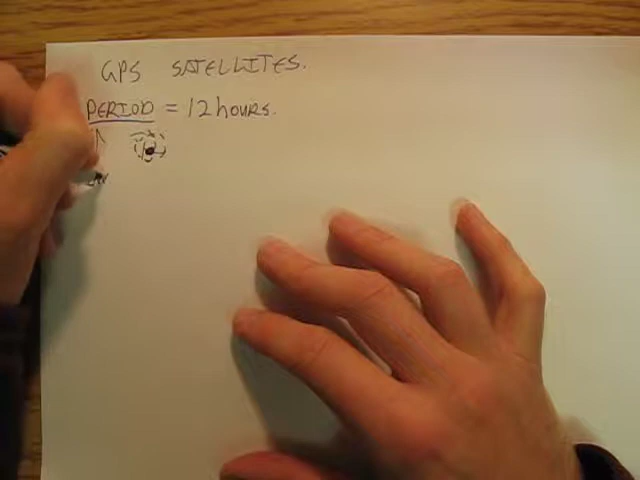 GPS SATELLITES.
PERIOD = 12 hours.